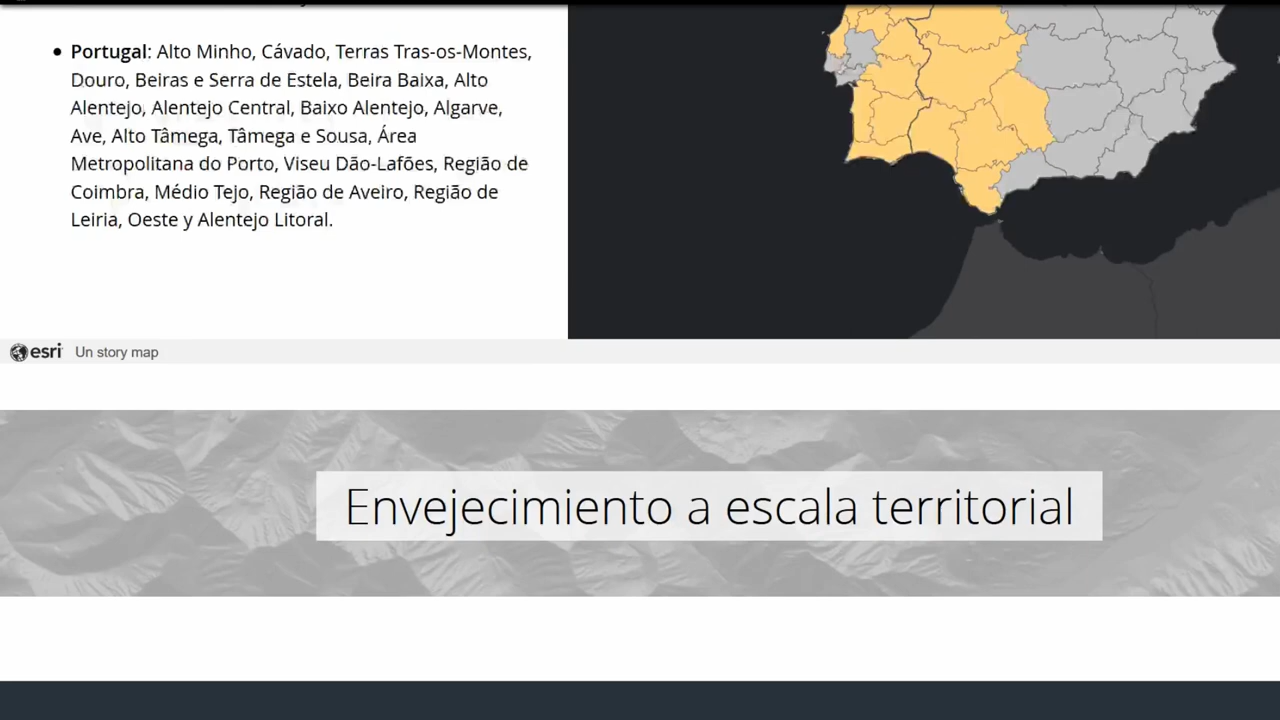 • Portugal: Alto Minho, Cávado, Terras Tras-os-Montes,
Douro, Beiras e Serra de Estela, Beira Baixa, Alto
Alentejo, Alentejo Central, Baixo Alentejo, Algarve,
Ave, Alto Tâmega, Tâmega e Sousa, Área
Metropolitana do Porto, Viseu Dão-Lafões, Região de
Coimbra, Médio Tejo, Região de Aveiro, Região de
Leiria, Oeste y Alentejo Litoral.
esri Un story map
Envejecimiento a escala territorial